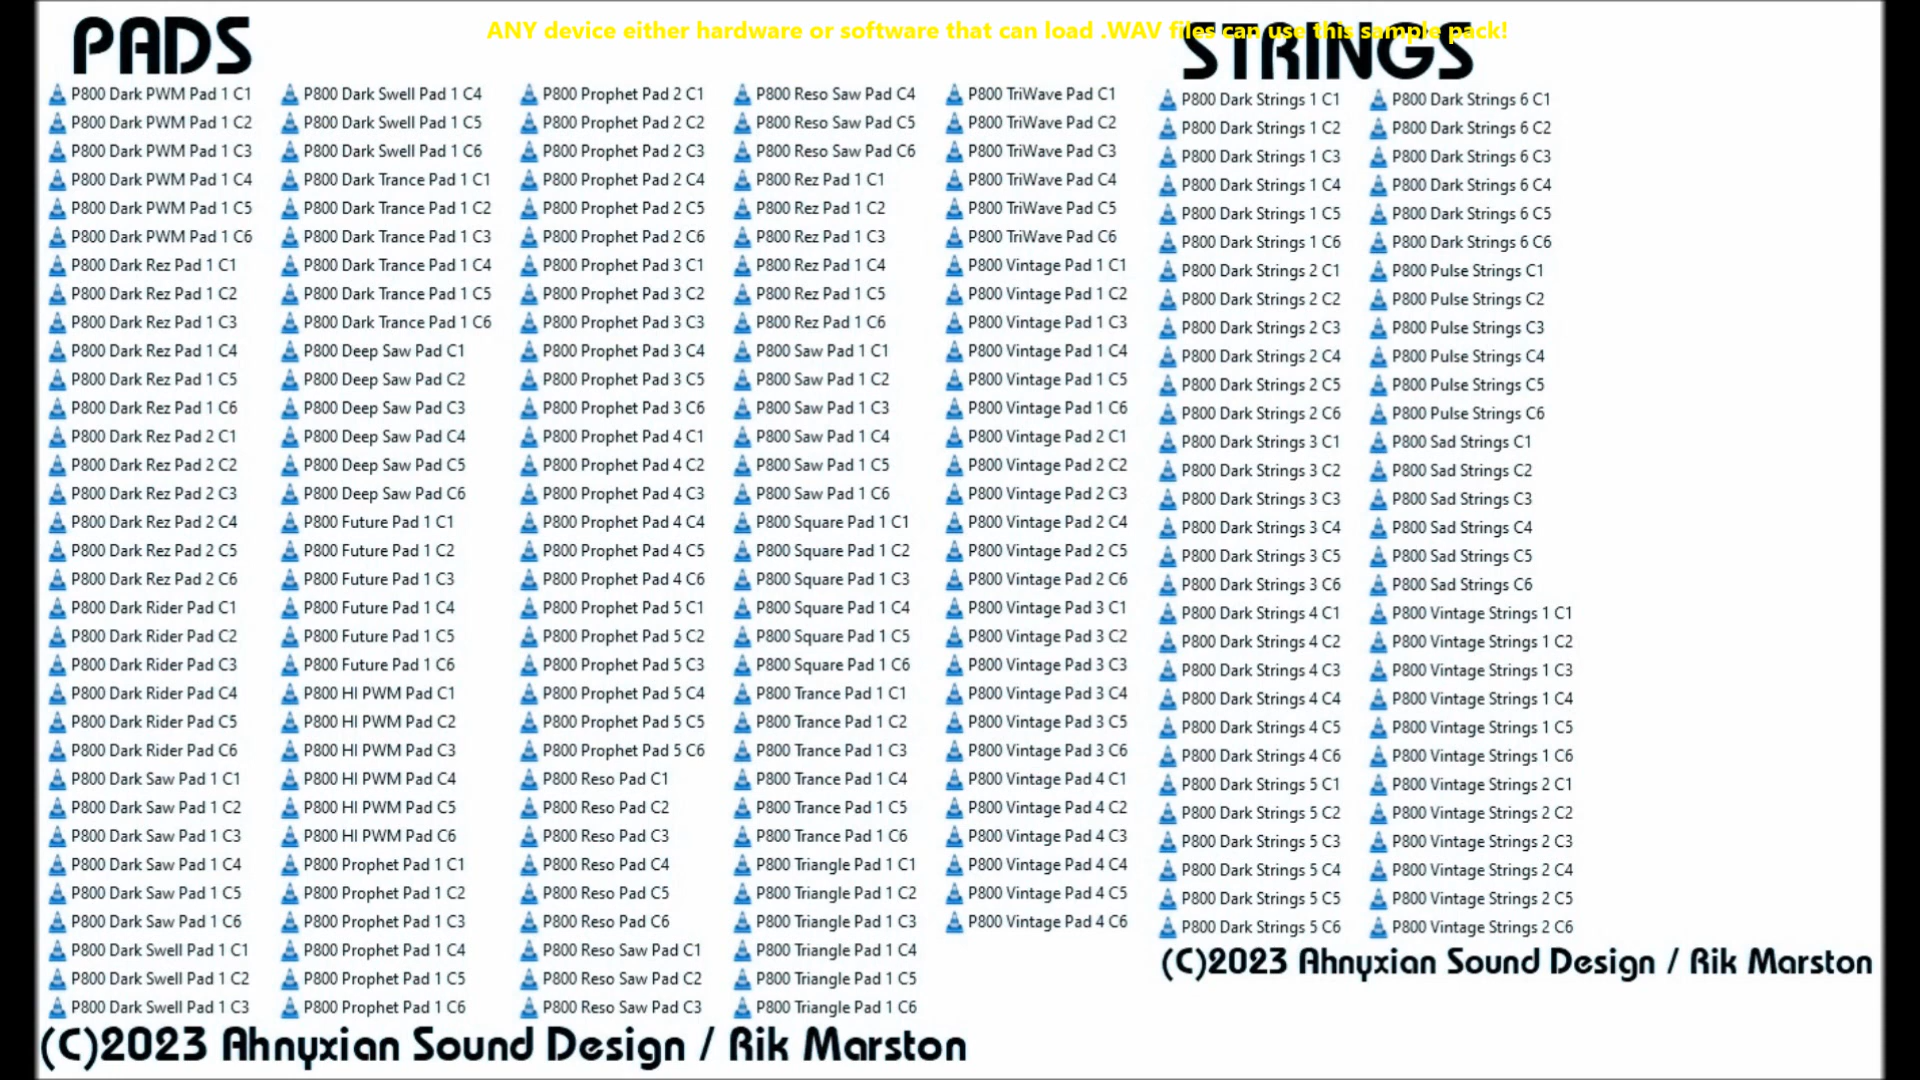 ANY device either hardware or software that can load .WAV files can use this sample pack!
PADS
P800 Dark PWM Pad 1 C1
P800 Dark PWM Pad 1 C2
P800 Dark PWM Pad 1 C3
P800 Dark PWM Pad 1 C4
P800 Dark PWM Pad 1 C5
P800 Dark PWM Pad 1 C6
P800 Dark Rez Pad 1 C1
P800 Dark Rez Pad 1 C2
P800 Dark Rez Pad 1 C3
P800 Dark Rez Pad 1 C4
P800 Dark Rez Pad 1 C5
P800 Dark Rez Pad 1 C6
P800 Dark Rez Pad 2 C1
P800 Dark Rez Pad 2 C2
P800 Dark Rez Pad 2 C3
P800 Dark Rez Pad 2 C4
P800 Dark Rez Pad 2 C5
P800 Dark Rez Pad 2 C6
P800 Dark Rider Pad C1
P800 Dark Rider Pad C2
P800 Dark Rider Pad C3
P800 Dark Rider Pad C4
P800 Dark Rider Pad C5
P800 Dark Rider Pad C6
P800 Dark Saw Pad 1 C1
P800 Dark Saw Pad 1 C2
P800 Dark Saw Pad 1 C3
P800 Dark Saw Pad 1 C4
P800 Dark Saw Pad 1 C5
P800 Dark Saw Pad 1 C6
P800 Dark Swell Pad 1 C1
P800 Dark Swell Pad 1 C2
P800 Dark Swell Pad 1 C3
P800 Dark Swell Pad 1 C4
P800 Dark Swell Pad 1 C5
P800 Dark Swell Pad 1 C6
P800 Dark Trance Pad 1 C1
P800 Dark Trance Pad 1 C2
P800 Dark Trance Pad 1 C3
P800 Dark Trance Pad 1 C4
P800 Dark Trance Pad 1 C5
P800 Dark Trance Pad 1 C6
P800 Deep Saw Pad C1
P800 Deep Saw Pad C2
P800 Deep Saw Pad C3
P800 Deep Saw Pad C4
P800 Deep Saw Pad C5
P800 Deep Saw Pad C6
P800 Future Pad 1 C1
P800 Future Pad 1 C2
P800 Future Pad 1 C3
P800 Future Pad 1 C4
P800 Future Pad 1 C5
P800 Future Pad 1 C6
P800 HI PWM Pad C1
P800 HI PWM Pad C2
P800 HI PWM Pad C3
P800 HI PWM Pad C4
P800 HI PWM Pad C5
P800 HI PWM Pad C6
P800 Prophet Pad 1 C1
P800 Prophet Pad 1 C2
P800 Prophet Pad 1 C3
P800 Prophet Pad 1 C4
P800 Prophet Pad 1 C5
P800 Prophet Pad 1 C6
P800 Prophet Pad 2 C1
P800 Prophet Pad 2 C2
P800 Prophet Pad 2 C3
P800 Prophet Pad 2 C4
P800 Prophet Pad 2 C5
P800 Prophet Pad 2 C6
P800 Prophet Pad 3 C1
P800 Prophet Pad 3 C2
P800 Prophet Pad 3 C3
P800 Prophet Pad 3 C4
P800 Prophet Pad 3 C5
P800 Prophet Pad 3 C6
P800 Prophet Pad 4 C1
P800 Prophet Pad 4 C2
P800 Prophet Pad 4 C3
P800 Prophet Pad 4 C4
P800 Prophet Pad 4 C5
P800 Prophet Pad 4 C6
P800 Prophet Pad 5 C1
P800 Prophet Pad 5 C2
P800 Prophet Pad 5 C3
P800 Prophet Pad 5 C4
P800 Prophet Pad 5 C5
P800 Prophet Pad 5 C6
P800 Reso Pad C1
P800 Reso Pad C2
P800 Reso Pad C3
P800 Reso Pad C4
P800 Reso Pad C5
P800 Reso Pad C6
P800 Reso Saw Pad C1
P800 Reso Saw Pad C2
P800 Reso Saw Pad C3
P800 Reso Saw Pad C4
P800 Reso Saw Pad C5
P800 Reso Saw Pad C6
P800 Rez Pad 1 C1
P800 Rez Pad 1 C2
P800 Rez Pad 1 C3
P800 Rez Pad 1 C4
P800 Rez Pad 1 C5
P800 Rez Pad 1 C6
P800 Saw Pad 1 C1
P800 Saw Pad 1 C2
P800 Saw Pad 1 C3
P800 Saw Pad 1 C4
P800 Saw Pad 1 C5
P800 Saw Pad 1 C6
P800 Square Pad 1 C1
P800 Square Pad 1 C2
P800 Square Pad 1 C3
P800 Square Pad 1 C4
P800 Square Pad 1 C5
P800 Square Pad 1 C6
P800 Trance Pad 1 C1
P800 Trance Pad 1 C2
P800 Trance Pad 1 C3
P800 Trance Pad 1 C4
P800 Trance Pad 1 C5
P800 Trance Pad 1 C6
P800 Triangle Pad 1 C1
P800 Triangle Pad 1 C2
P800 Triangle Pad 1 C3
P800 Triangle Pad 1 C4
P800 Triangle Pad 1 C5
P800 Triangle Pad 1 C6
P800 TriWave Pad C1
P800 TriWave Pad C2
P800 TriWave Pad C3
P800 TriWave Pad C4
P800 TriWave Pad C5
P800 TriWave Pad C6
P800 Vintage Pad 1 C1
P800 Vintage Pad 1 C2
P800 Vintage Pad 1 C3
P800 Vintage Pad 1 C4
P800 Vintage Pad 1 C5
P800 Vintage Pad 1 C6
P800 Vintage Pad 2 C1
P800 Vintage Pad 2 C2
P800 Vintage Pad 2 C3
P800 Vintage Pad 2 C4
P800 Vintage Pad 2 C5
P800 Vintage Pad 2 C6
P800 Vintage Pad 3 C1
P800 Vintage Pad 3 C2
P800 Vintage Pad 3 C3
P800 Vintage Pad 3 C4
P800 Vintage Pad 3 C5
P800 Vintage Pad 3 C6
P800 Vintage Pad 4 C1
P800 Vintage Pad 4 C2
P800 Vintage Pad 4 C3
P800 Vintage Pad 4 C4
P800 Vintage Pad 4 C5
P800 Vintage Pad 4 C6
(C)2023 Ahnyxian Sound Design / Rik Marston
STRINGS
P800 Dark Strings 1 C1
P800 Dark Strings 1 C2
P800 Dark Strings 1 C3
P800 Dark Strings 1 C4
P800 Dark Strings 1 C5
P800 Dark Strings 1 C6
P800 Dark Strings 2 C1
P800 Dark Strings 2 C2
P800 Dark Strings 2 C3
P800 Dark Strings 2 C4
P800 Dark Strings 2 C5
P800 Dark Strings 2 C6
P800 Dark Strings 3 C1
P800 Dark Strings 3 C2
P800 Dark Strings 3 C3
P800 Dark Strings 3 C4
P800 Dark Strings 3 C5
P800 Dark Strings 3 C6
P800 Dark Strings 4 C1
P800 Dark Strings 4 C2
P800 Dark Strings 4 C3
P800 Dark Strings 4 C4
P800 Dark Strings 4 C5
P800 Dark Strings 4 C6
P800 Dark Strings 5 C1
P800 Dark Strings 5 C2
P800 Dark Strings 5 C3
P800 Dark Strings 5 C4
P800 Dark Strings 5 C5
P800 Dark Strings 5 C6
P800 Dark Strings 6 C1
P800 Dark Strings 6 C2
P800 Dark Strings 6 C3
P800 Dark Strings 6 C4
P800 Dark Strings 6 C5
P800 Dark Strings 6 C6
P800 Pulse Strings C1
P800 Pulse Strings C2
P800 Pulse Strings C3
P800 Pulse Strings C4
P800 Pulse Strings C5
P800 Pulse Strings C6
P800 Sad Strings C1
P800 Sad Strings C2
P800 Sad Strings C3
P800 Sad Strings C4
P800 Sad Strings C5
P800 Sad Strings C6
P800 Vintage Strings 1 C1
P800 Vintage Strings 1 C2
P800 Vintage Strings 1 C3
P800 Vintage Strings 1 C4
P800 Vintage Strings 1 C5
P800 Vintage Strings 1 C6
P800 Vintage Strings 2 C1
P800 Vintage Strings 2 C2
P800 Vintage Strings 2 C3
P800 Vintage Strings 2 C4
P800 Vintage Strings 2 C5
P800 Vintage Strings 2 C6
(C)2023 Ahnyxian Sound Design / Rik Marston